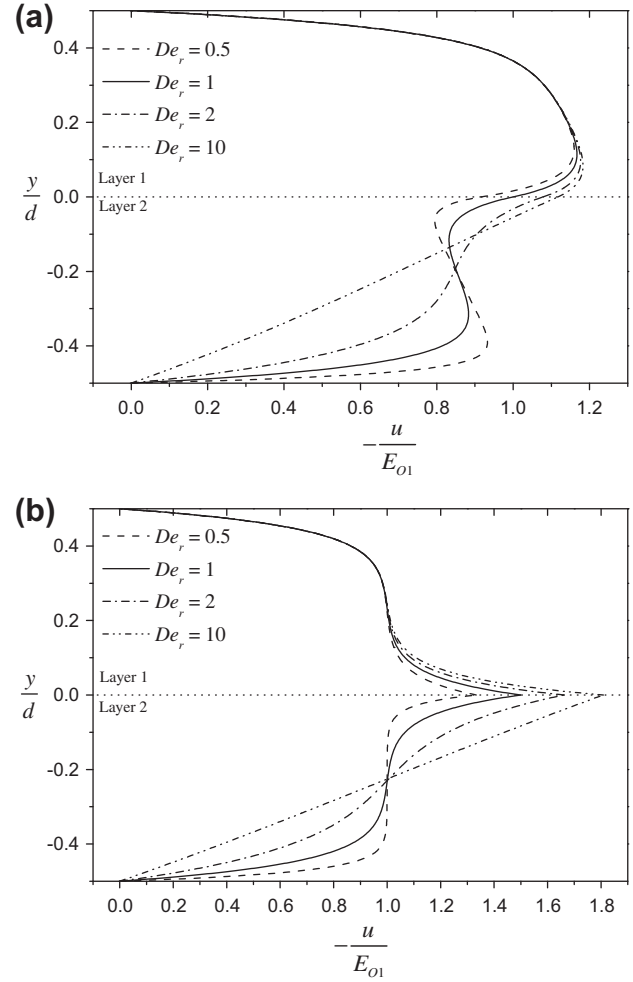 (a)
0.4
0.2
0.0
-0.2
-0.4
y
d
De_r = 0.5
De_r = 1
De_r = 2
De_r = 10
Layer 1
Layer 2
0.0 0.2 0.4 0.6 0.8 1.0 1.2
− u
E_O1
(b)
0.4
0.2
0.0
-0.2
-0.4
y
d
De_r = 0.5
De_r = 1
De_r = 2
De_r = 10
Layer 1
Layer 2
0.0 0.2 0.4 0.6 0.8 1.0 1.2 1.4 1.6 1.8
− u
E_O1